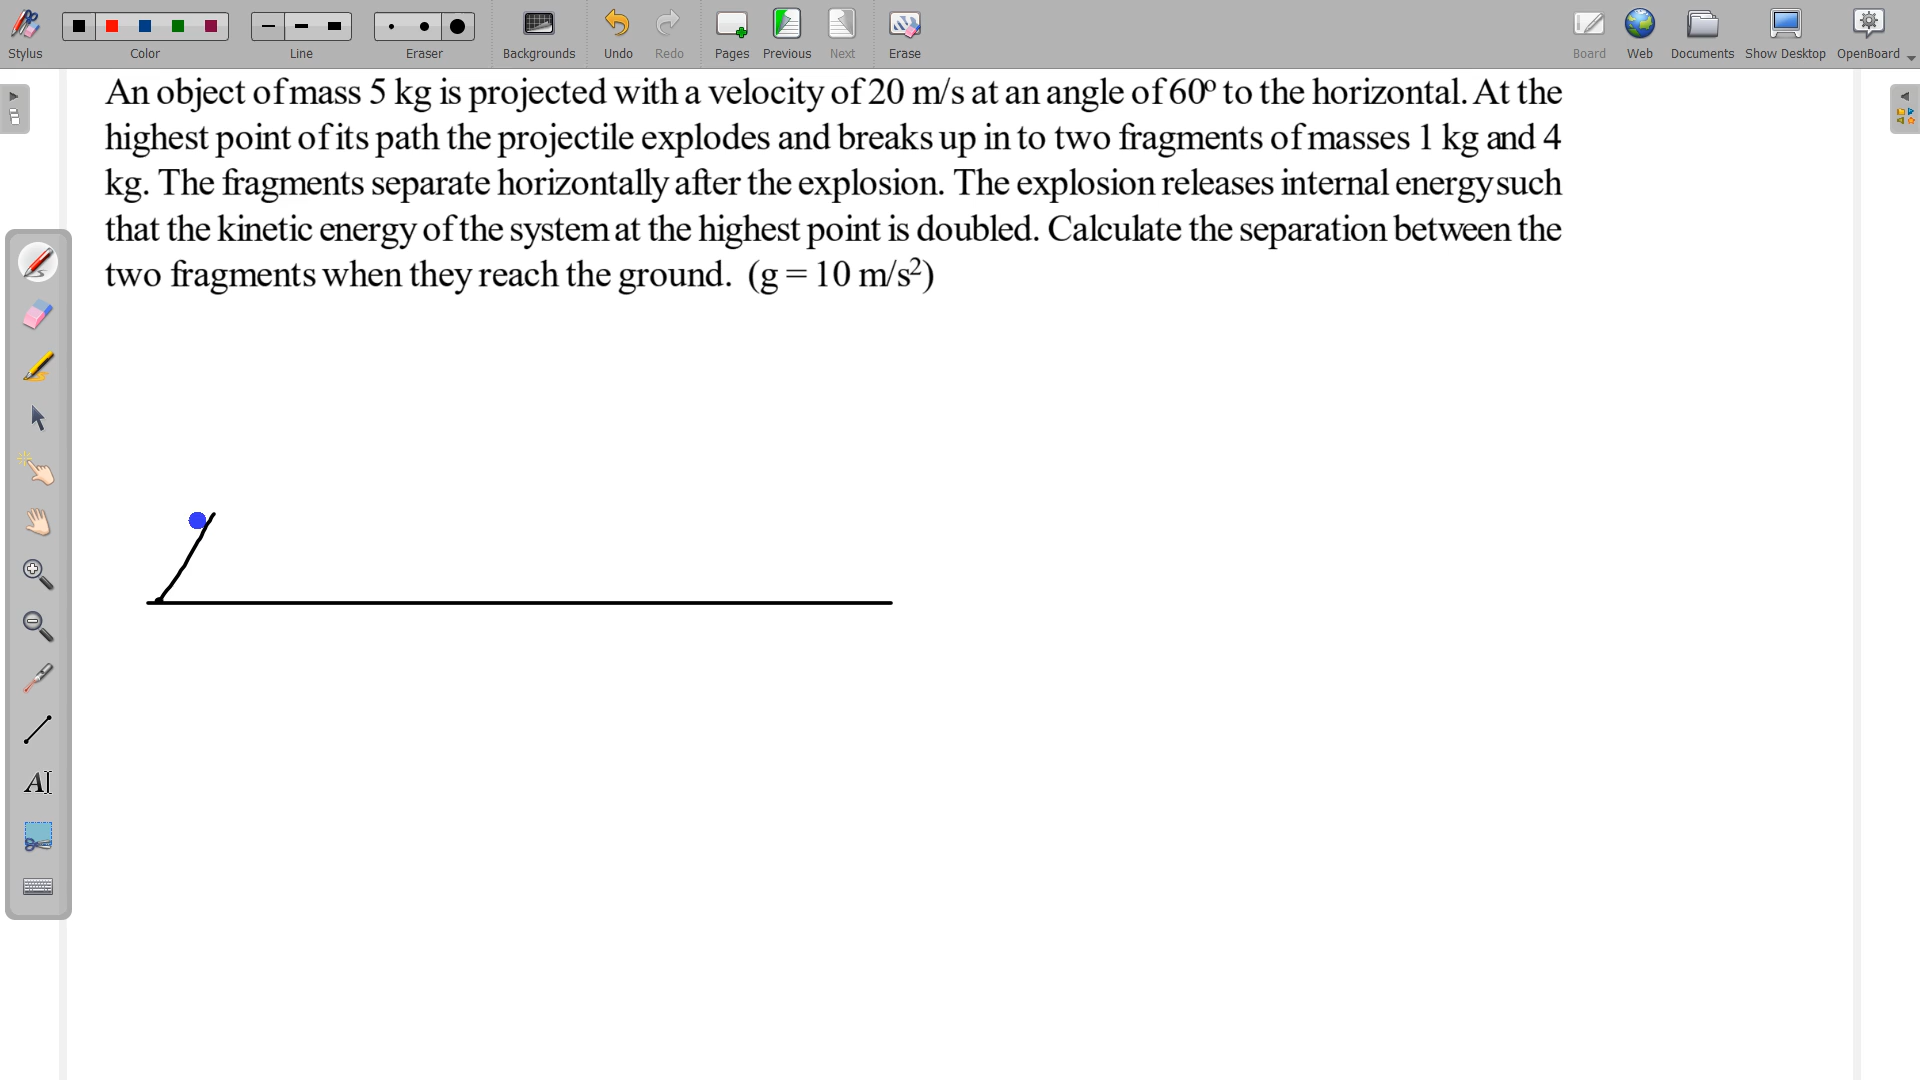 Stylus Color Line Eraser Backgrounds Undo Redo Pages Previous Next Erase Board Web Documents Show Desktop OpenBoard
An object of mass 5 kg is projected with a velocity of 20 m/s at an angle of 60º to the horizontal. At the
highest point of its path the projectile explodes and breaks up in to two fragments of masses 1 kg and 4
kg. The fragments separate horizontally after the explosion. The explosion releases internal energy such
that the kinetic energy of the system at the highest point is doubled. Calculate the separation between the
two fragments when they reach the ground. (g = 10 m/s²)
A